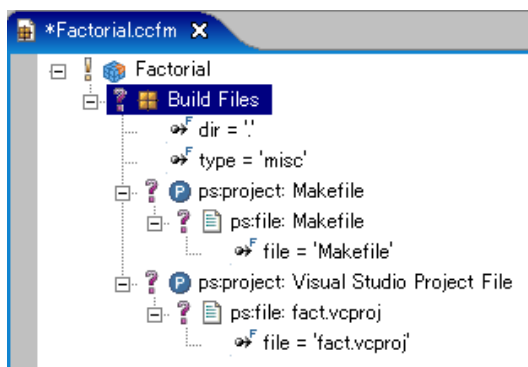 *Factorial.ccfm
Factorial
Build Files
dir = '.'
type = 'misc'
ps:project: Makefile
ps:file: Makefile
file = 'Makefile'
ps:project: Visual Studio Project File
ps:file: fact.vcproj
file = 'fact.vcproj'